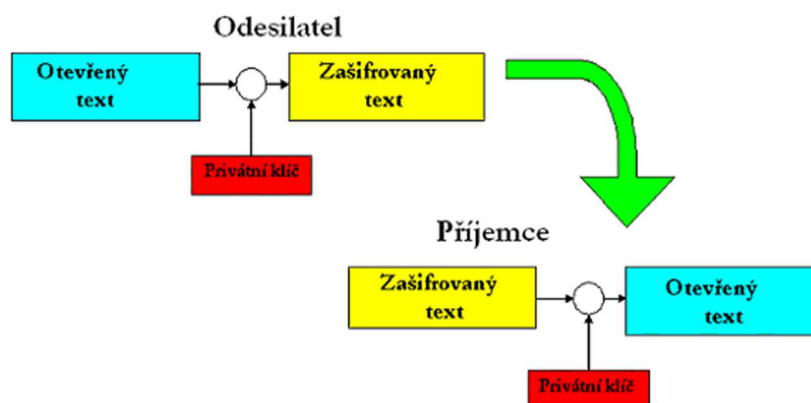 Odesilatel
Otevřený
text
Zašifrovaný
text
Privátní klíč
Příjemce
Zašifrovaný
text
Otevřený
text
Privátní klíč